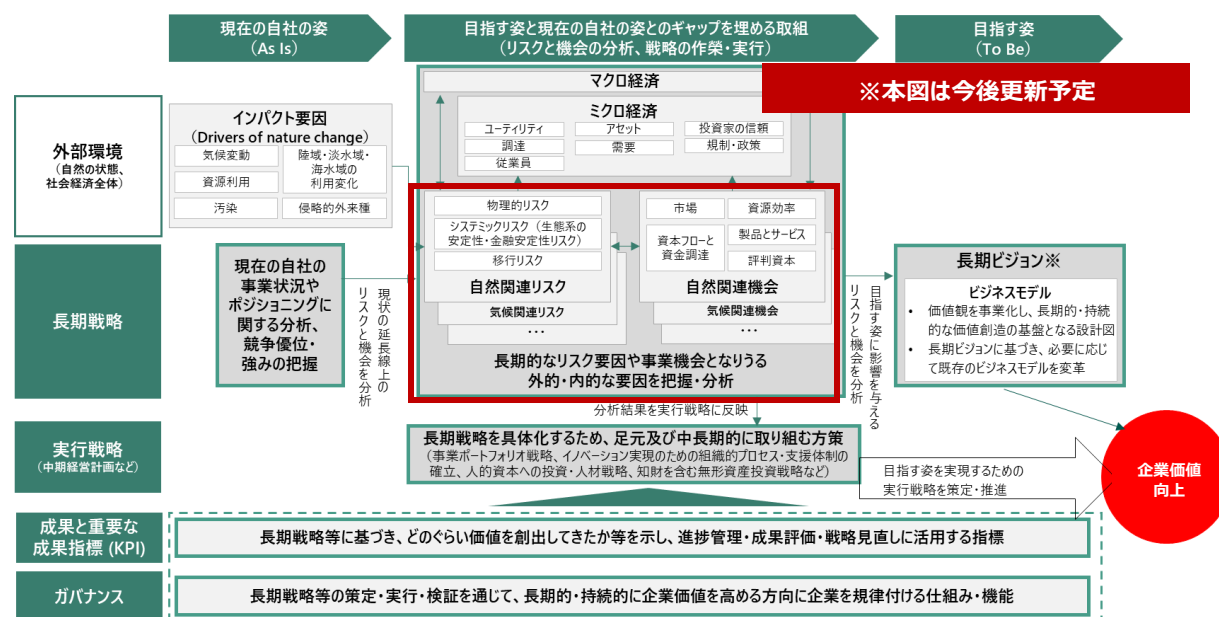 現在の自社の姿
（As Is）
目指す姿と現在の自社の姿とのギャップを埋める取組
（リスクと機会の分析、戦略の作榮・実行）
目指す姿
（To Be）
※本図は今後更新予定
外部環境
（自然の状態、
社会経済全体）
インパクト要因
（Drivers of nature change）
気候変動
陸域・淡水域・
海水域の
利用変化
資源利用
汚染
侵略的外来種
マクロ経済
ミクロ経済
ユーティリティ
アセット
投資家の信頼
調達
需要
規制・政策
従業員
長期戦略
現在の自社の
事業状況や
ポジショニングに
関する分析、
競争優位・
強みの把握
現状の延長線上の
リスクと機会を分析
物理的リスク
システミックリスク（生態系の
安定性・金融安定性リスク）
移行リスク
自然関連リスク
気候関連リスク
・・・
市場
資源効率
資本フローと
資金調達
製品とサービス
評判資本
自然関連機会
気候関連機会
・・・
長期的なリスク要因や事業機会となりうる
外的・内的な要因を把握・分析
目指す姿に影響を与える
リスクと機会を分析
長期ビジョン※
ビジネスモデル
• 価値観を事業化し、長期的・持続
的な価値創造の基盤となる設計図
• 長期ビジョンに基づき、必要に応じ
て既存のビジネスモデルを変革
分析結果を実行戦略に反映
実行戦略
（中期経営計画など）
長期戦略を具体化するため、足元及び中長期的に取り組む方策
（事業ポートフォリオ戦略、イノベーション実現のための組織的プロセス・支援体制の
確立、人的資本への投資・人材戦略、知財を含む無形資産投資戦略など）
目指す姿を実現するための
実行戦略を策定・推進
企業価値
向上
成果と重要な
成果指標 (KPI)
長期戦略等に基づき、どのぐらい価値を創出してきたか等を示し、進捗管理・成果評価・戦略見直しに活用する指標
ガバナンス
長期戦略等の策定・実行・検証を通じて、長期的・持続的に企業価値を高める方向に企業を規律付ける仕組み・機能